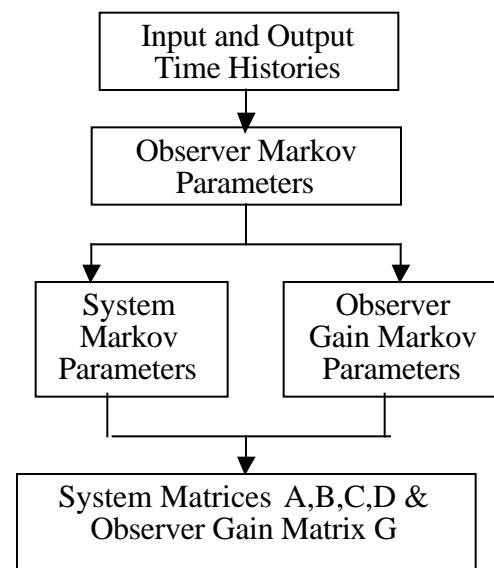 Input and Output
Time Histories
Observer Markov
Parameters
System
Markov
Parameters
Observer
Gain Markov
Parameters
System Matrices A,B,C,D &
Observer Gain Matrix G